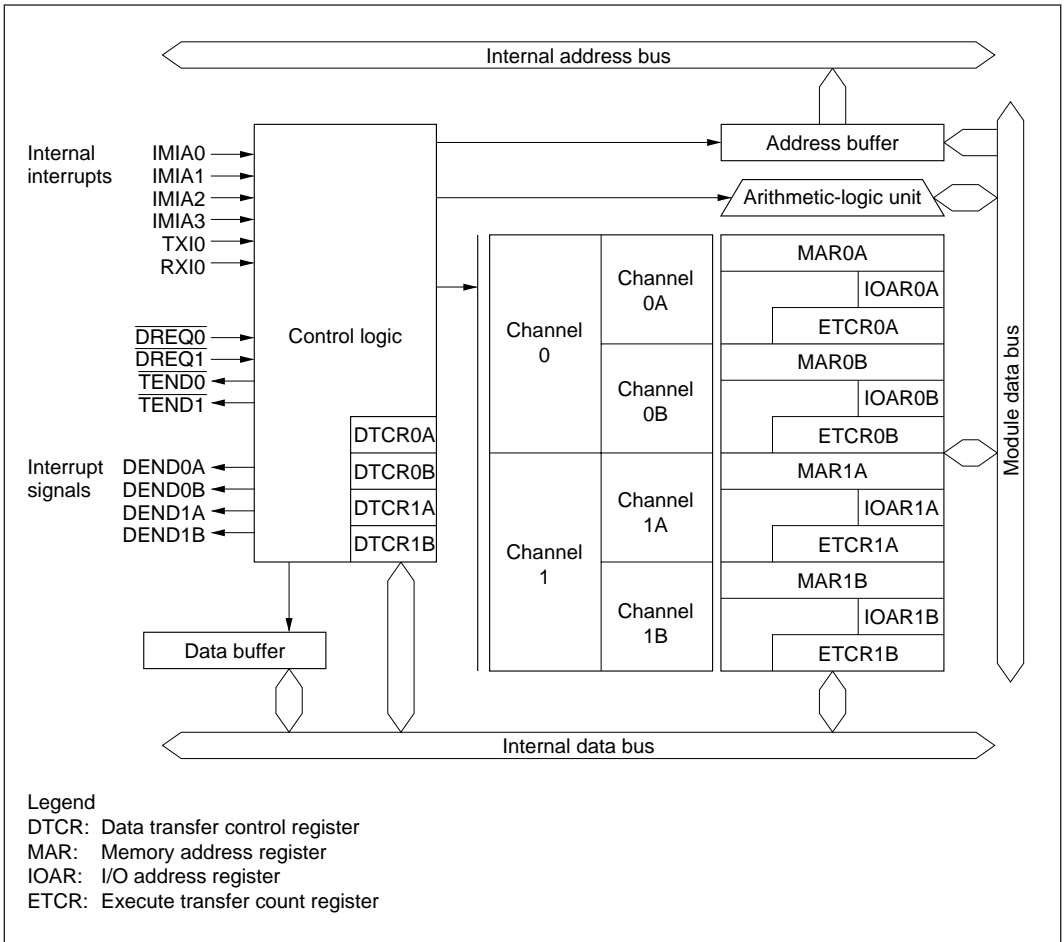 Internal address bus
Internal interrupts
IMIA0
IMIA1
IMIA2
IMIA3
TXI0
RXI0
DREQ0
DREQ1
TEND0
TEND1
Interrupt signals
DEND0A
DEND0B
DEND1A
DEND1B
Control logic
DTCR0A
DTCR0B
DTCR1A
DTCR1B
Data buffer
Address buffer
Arithmetic-logic unit
Channel 0
Channel 0A
Channel 0B
Channel 1
Channel 1A
Channel 1B
MAR0A
IOAR0A
ETCR0A
MAR0B
IOAR0B
ETCR0B
MAR1A
IOAR1A
ETCR1A
MAR1B
IOAR1B
ETCR1B
Module data bus
Internal data bus
Legend
DTCR: Data transfer control register
MAR: Memory address register
IOAR: I/O address register
ETCR: Execute transfer count register